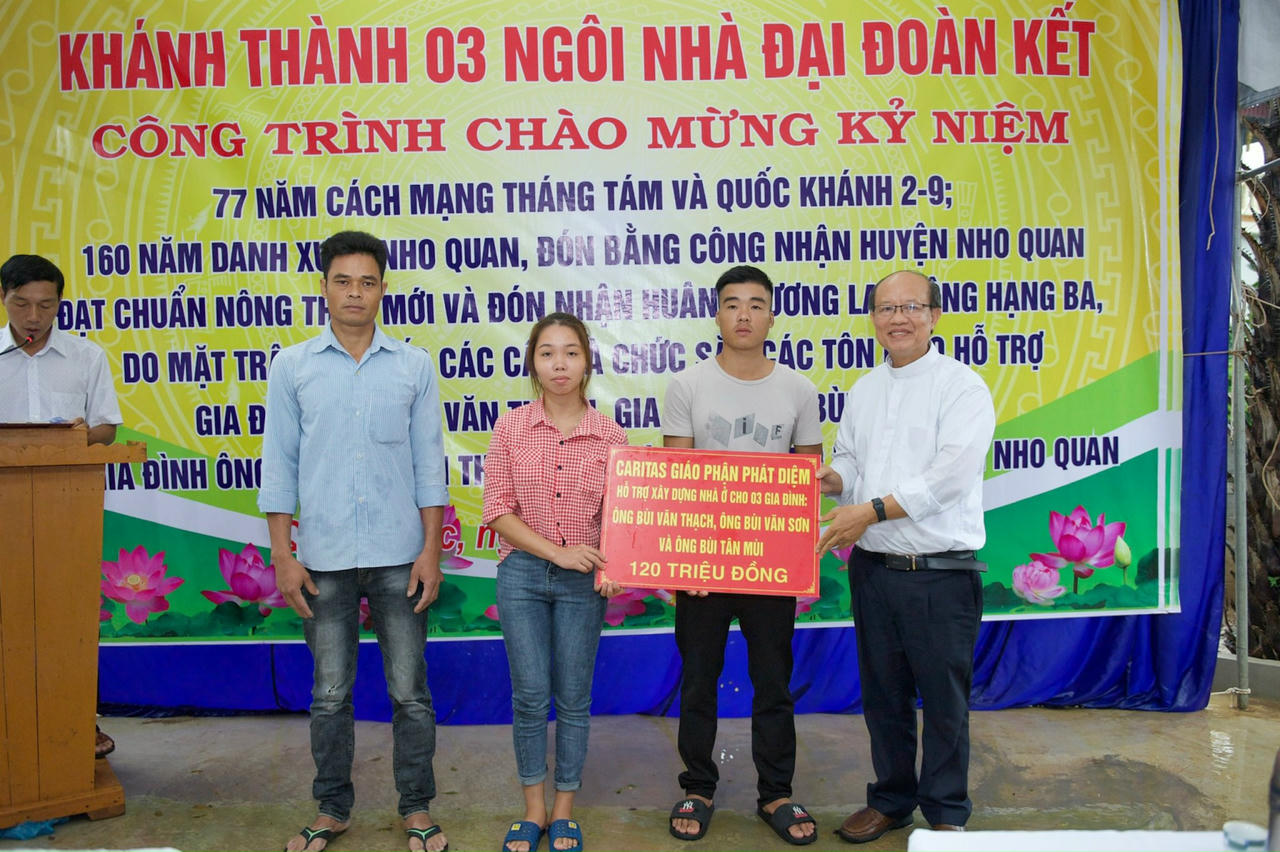 KHÁNH THÀNH 03 NGÔI NHÀ ĐẠI ĐOÀN KẾT
CÔNG TRÌNH CHÀO MỪNG KỶ NIỆM
77 NĂM CÁCH MẠNG THÁNG TÁM VÀ QUỐC KHÁNH 2-9;
160 NĂM DANH NHO QUAN, ĐÓN BẰNG CÔNG NHẬN HUYỆN NHO QUAN
ĐẠT CHUẨN NÔNG MỚI VÀ ĐÓN NHẬN HUÂN HẠNG BA,
DO MẶT CÁC CHỨC CÁC TÔN HỖ TRỢ
GIA VĂN GIA
GIA ĐÌNH ÔNG NHO QUAN
CARITAS GIÁO PHẬN PHÁT DIỆM
HỖ TRỢ XÂY DỰNG NHÀ Ở CHO 03 GIA ĐÌNH:
ÔNG BÙI VĂN THẠCH, ÔNG BÙI VĂN SƠN
VÀ ÔNG BÙI TÂN MÙI
120 TRIỆU ĐỒNG